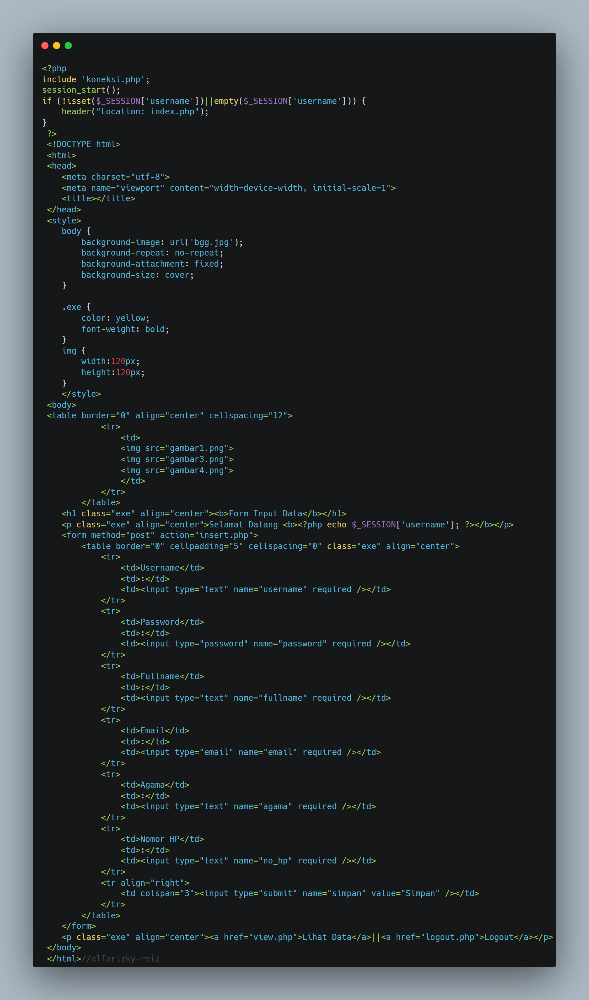 <?php
include 'koneksi.php';
session_start();
if (!isset($_SESSION['username'])||empty($_SESSION['username'])) {
    header("Location: index.php");
}
 ?>
 <!DOCTYPE html>
 <html>
 <head>
    <meta charset="utf-8">
    <meta name="viewport" content="width=device-width, initial-scale=1">
    <title></title>
 </head>
 <style>
    body {
        background-image: url('bgg.jpg');
        background-repeat: no-repeat;
        background-attachment: fixed;
        background-size: cover;
    }

    .exe {
        color: yellow;
        font-weight: bold;
    }
    img {
        width:120px;
        height:120px;
    }
    </style>
 <body>
 <table border="0" align="center" cellspacing="12">
            <tr>
                <td>
                <img src="gambar1.png">
                <img src="gambar3.png">
                <img src="gambar4.png">
                </td>
            </tr>
        </table>
    <h1 class="exe" align="center"><b>Form Input Data</b></h1>
    <p class="exe" align="center">Selamat Datang <b><?php echo $_SESSION['username']; ?></b></p>
    <form method="post" action="insert.php">
        <table border="0" cellpadding="5" cellspacing="0" class="exe" align="center">
            <tr>
                <td>Username</td>
                <td>:</td>
                <td><input type="text" name="username" required /></td>
            </tr>
            <tr>
                <td>Password</td>
                <td>:</td>
                <td><input type="password" name="password" required /></td>
            </tr>
            <tr>
                <td>Fullname</td>
                <td>:</td>
                <td><input type="text" name="fullname" required /></td>
            </tr>
            <tr>
                <td>Email</td>
                <td>:</td>
                <td><input type="email" name="email" required /></td>
            </tr>
            <tr>
                <td>Agama</td>
                <td>:</td>
                <td><input type="text" name="agama" required /></td>
            </tr>
            <tr>
                <td>Nomor HP</td>
                <td>:</td>
                <td><input type="text" name="no_hp" required /></td>
            </tr>
            <tr align="right">
                <td colspan="3"><input type="submit" name="simpan" value="Simpan" /></td>
            </tr>
        </table>
    </form>
    <p class="exe" align="center"><a href="view.php">Lihat Data</a>||<a href="logout.php">Logout</a></p>
 </body>
 </html>//alfarizky-reiz